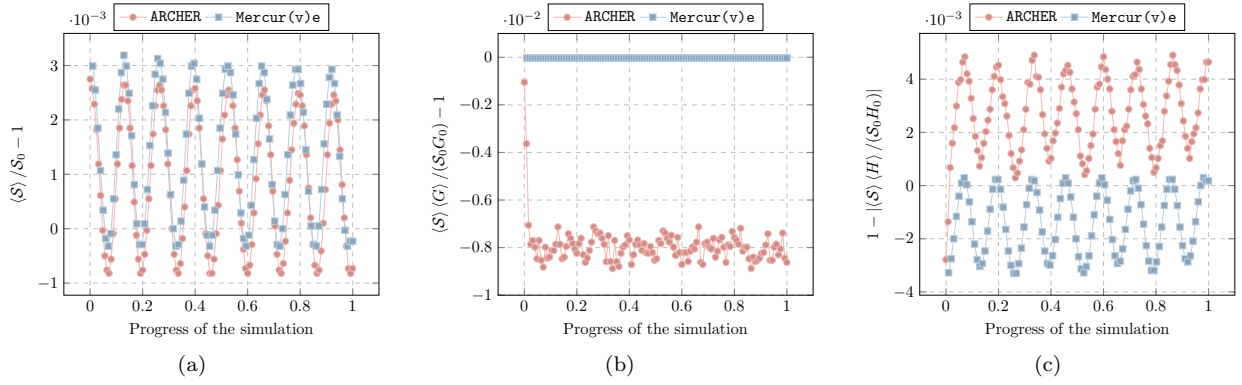 ARCHER Mercur(v)e
·10⁻³
3
2
1
0
−1
⟨𝒮⟩ /𝒮₀ − 1
0 0.2 0.4 0.6 0.8 1
Progress of the simulation
(a)
ARCHER Mercur(v)e
·10⁻²
0
−0.2
−0.4
−0.6
−0.8
−1
⟨𝒮⟩ ⟨G⟩ /(𝒮₀G₀) − 1
0 0.2 0.4 0.6 0.8 1
Progress of the simulation
(b)
ARCHER Mercur(v)e
·10⁻³
4
2
0
−2
−4
1 − |⟨𝒮⟩ ⟨H⟩ /(𝒮₀H₀)|
0 0.2 0.4 0.6 0.8 1
Progress of the simulation
(c)